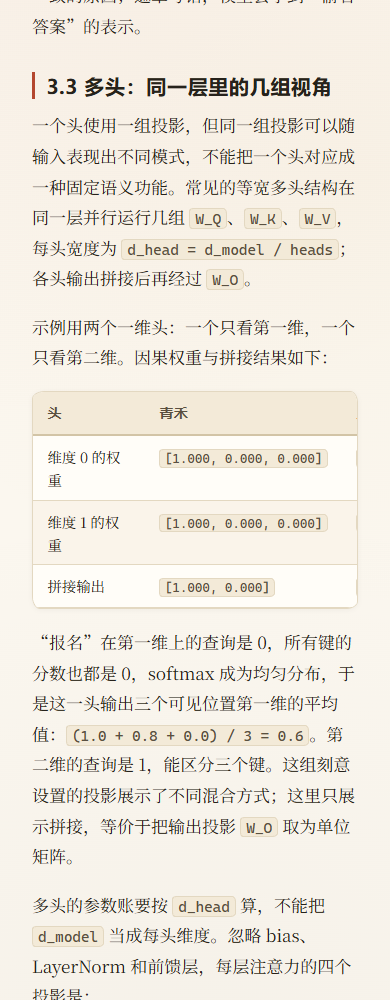 答案”的表示。
3.3 多头：同一层里的几组视角
一个头使用一组投影，但同一组投影可以随
输入表现出不同模式，不能把一个头对应成
一种固定语义功能。常见的等宽多头结构在
同一层并行运行几组 W_Q、W_K、W_V，
每头宽度为 d_head = d_model / heads；
各头输出拼接后再经过 W_O。
示例用两个一维头：一个只看第一维，一个
只看第二维。因果权重与拼接结果如下：
头 青禾
维度 0 的权
重 [1.000, 0.000, 0.000]
维度 1 的权
重 [1.000, 0.000, 0.000]
拼接输出 [1.000, 0.000]
“报名”在第一维上的查询是 0，所有键的
分数也都是 0，softmax 成为均匀分布，于
是这一头输出三个可见位置第一维的平均
值：(1.0 + 0.8 + 0.0) / 3 = 0.6。第
二维的查询是 1，能区分三个键。这组刻意
设置的投影展示了不同混合方式；这里只展
示拼接，等价于把输出投影 W_O 取为单位
矩阵。
多头的参数账要按 d_head 算，不能把
d_model 当成每头维度。忽略 bias、
LayerNorm 和前馈层，每层注意力的四个
投影是：